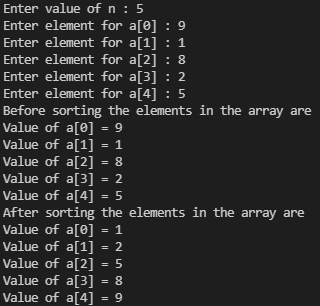 Enter value of n : 5
Enter element for a[0] : 9
Enter element for a[1] : 1
Enter element for a[2] : 8
Enter element for a[3] : 2
Enter element for a[4] : 5
Before sorting the elements in the array are
Value of a[0] = 9
Value of a[1] = 1
Value of a[2] = 8
Value of a[3] = 2
Value of a[4] = 5
After sorting the elements in the array are
Value of a[0] = 1
Value of a[1] = 2
Value of a[2] = 5
Value of a[3] = 8
Value of a[4] = 9